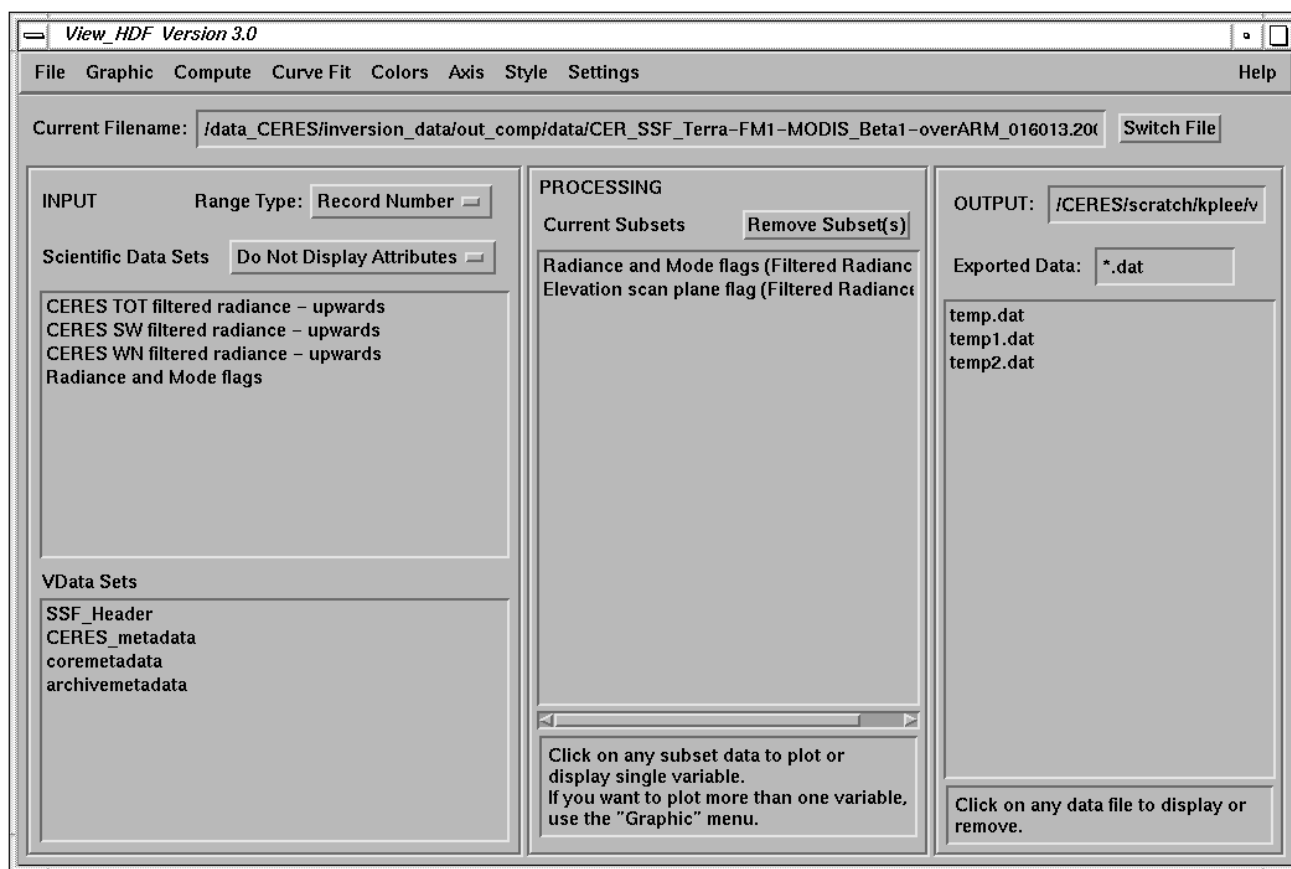 View_HDF Version 3.0
File Graphic Compute Curve Fit Colors Axis Style Settings Help
Current Filename: /data_CERES/inversion_data/out_comp/data/CER_SSF_Terra-FM1-MODIS_Beta1-overARM_016013.20( Switch File
INPUT Range Type: Record Number
Scientific Data Sets Do Not Display Attributes
CERES TOT filtered radiance – upwards
CERES SW filtered radiance – upwards
CERES WN filtered radiance – upwards
Radiance and Mode flags
VData Sets
SSF_Header
CERES_metadata
coremetadata
archivemetadata
PROCESSING
Current Subsets Remove Subset(s)
Radiance and Mode flags (Filtered Radianc
Elevation scan plane flag (Filtered Radiance
Click on any subset data to plot or
display single variable.
If you want to plot more than one variable,
use the "Graphic" menu.
OUTPUT: /CERES/scratch/kplee/v
Exported Data: *.dat
temp.dat
temp1.dat
temp2.dat
Click on any data file to display or
remove.